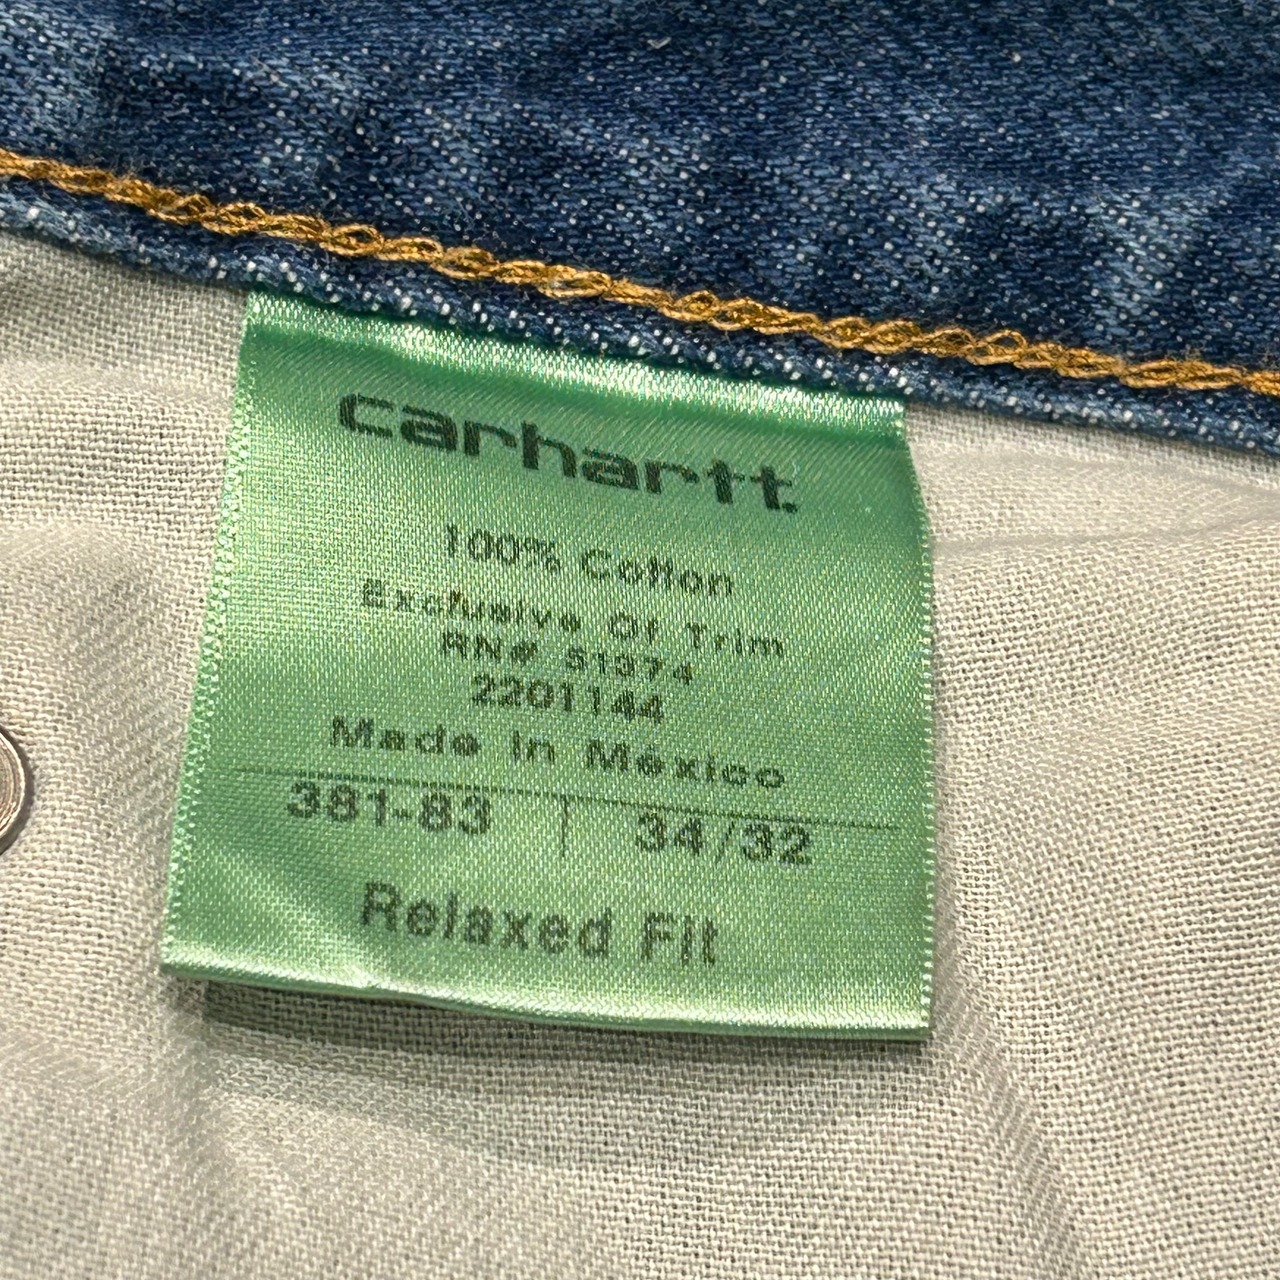 carhartt.
100% Cotton
Exclusive Of Trim
RN# 51374
2201144
Made In México
381-83 | 34/32
Relaxed Fit